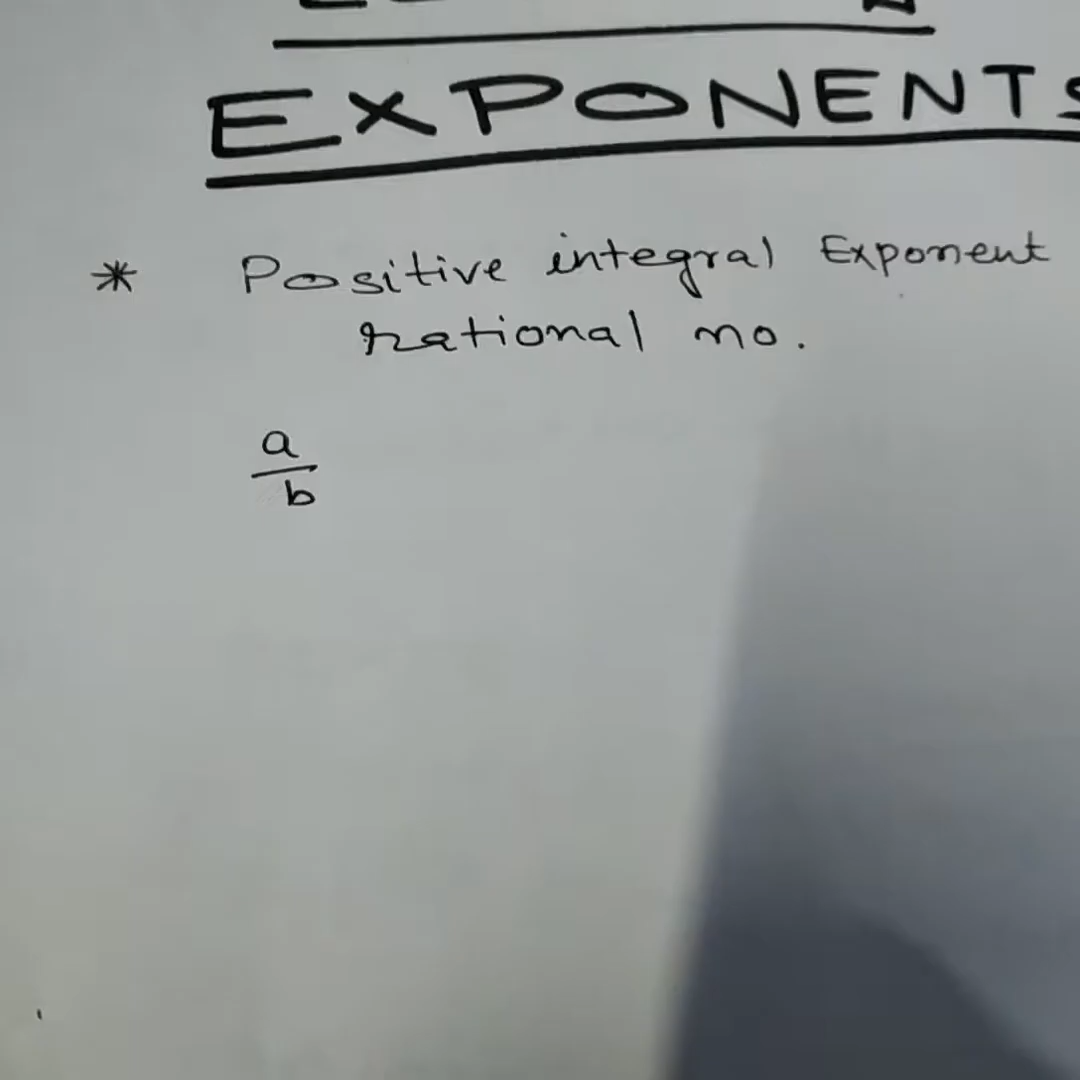 EXPONENTS
* Positive integral Exponent
rational no.
a
b